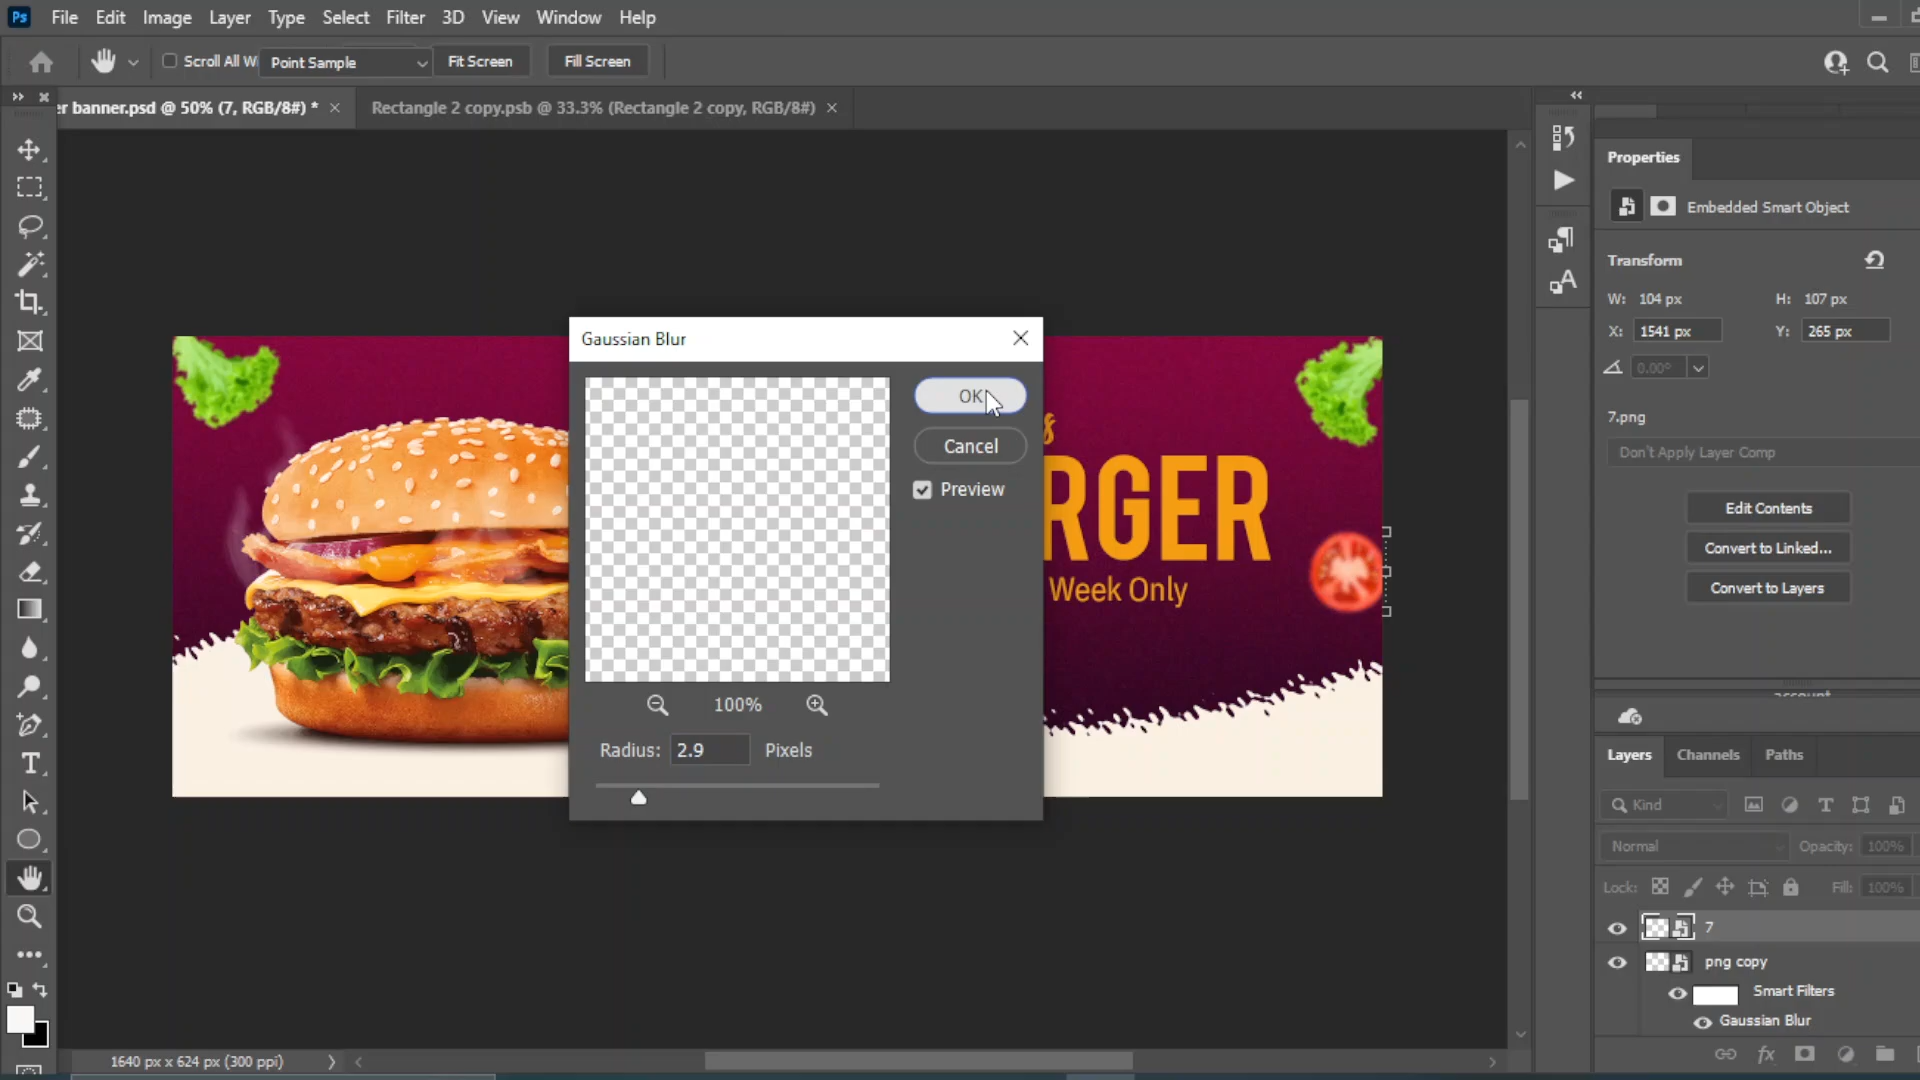 Ps File Edit Image Layer Type Select Filter 3D View Window Help
Scroll All Wi Point Sample Fit Screen Fill Screen
er banner.psd @ 50% (7, RGB/8#) * Rectangle 2 copy.psb @ 33.3% (Rectangle 2 copy, RGB/8#)
Properties
Embedded Smart Object
Transform
W: 104 px H: 107 px
X: 1541 px Y: 265 px
0.00°
7.png
Don't Apply Layer Comp
Edit Contents
Convert to Linked...
Convert to Layers
Gaussian Blur
OK
Cancel
Preview
100%
Radius: 2.9 Pixels
s
RGER
Week Only
account
Layers Channels Paths
Kind
Normal Opacity: 100%
Lock: Fill: 100%
7
png copy
Smart Filters
Gaussian Blur
fx
1640 px x 624 px (300 ppi)